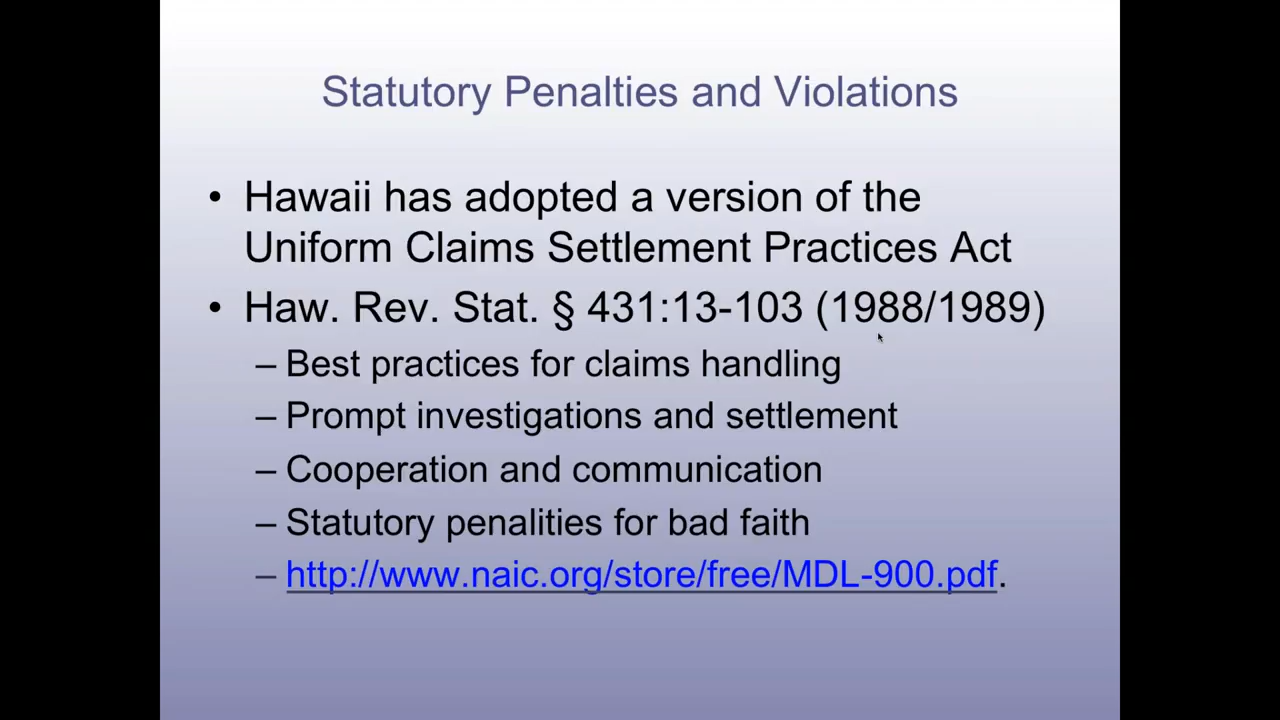 Statutory Penalties and Violations
• Hawaii has adopted a version of the
Uniform Claims Settlement Practices Act
• Haw. Rev. Stat. § 431:13-103 (1988/1989)
– Best practices for claims handling
– Prompt investigations and settlement
– Cooperation and communication
– Statutory penalities for bad faith
– http://www.naic.org/store/free/MDL-900.pdf.